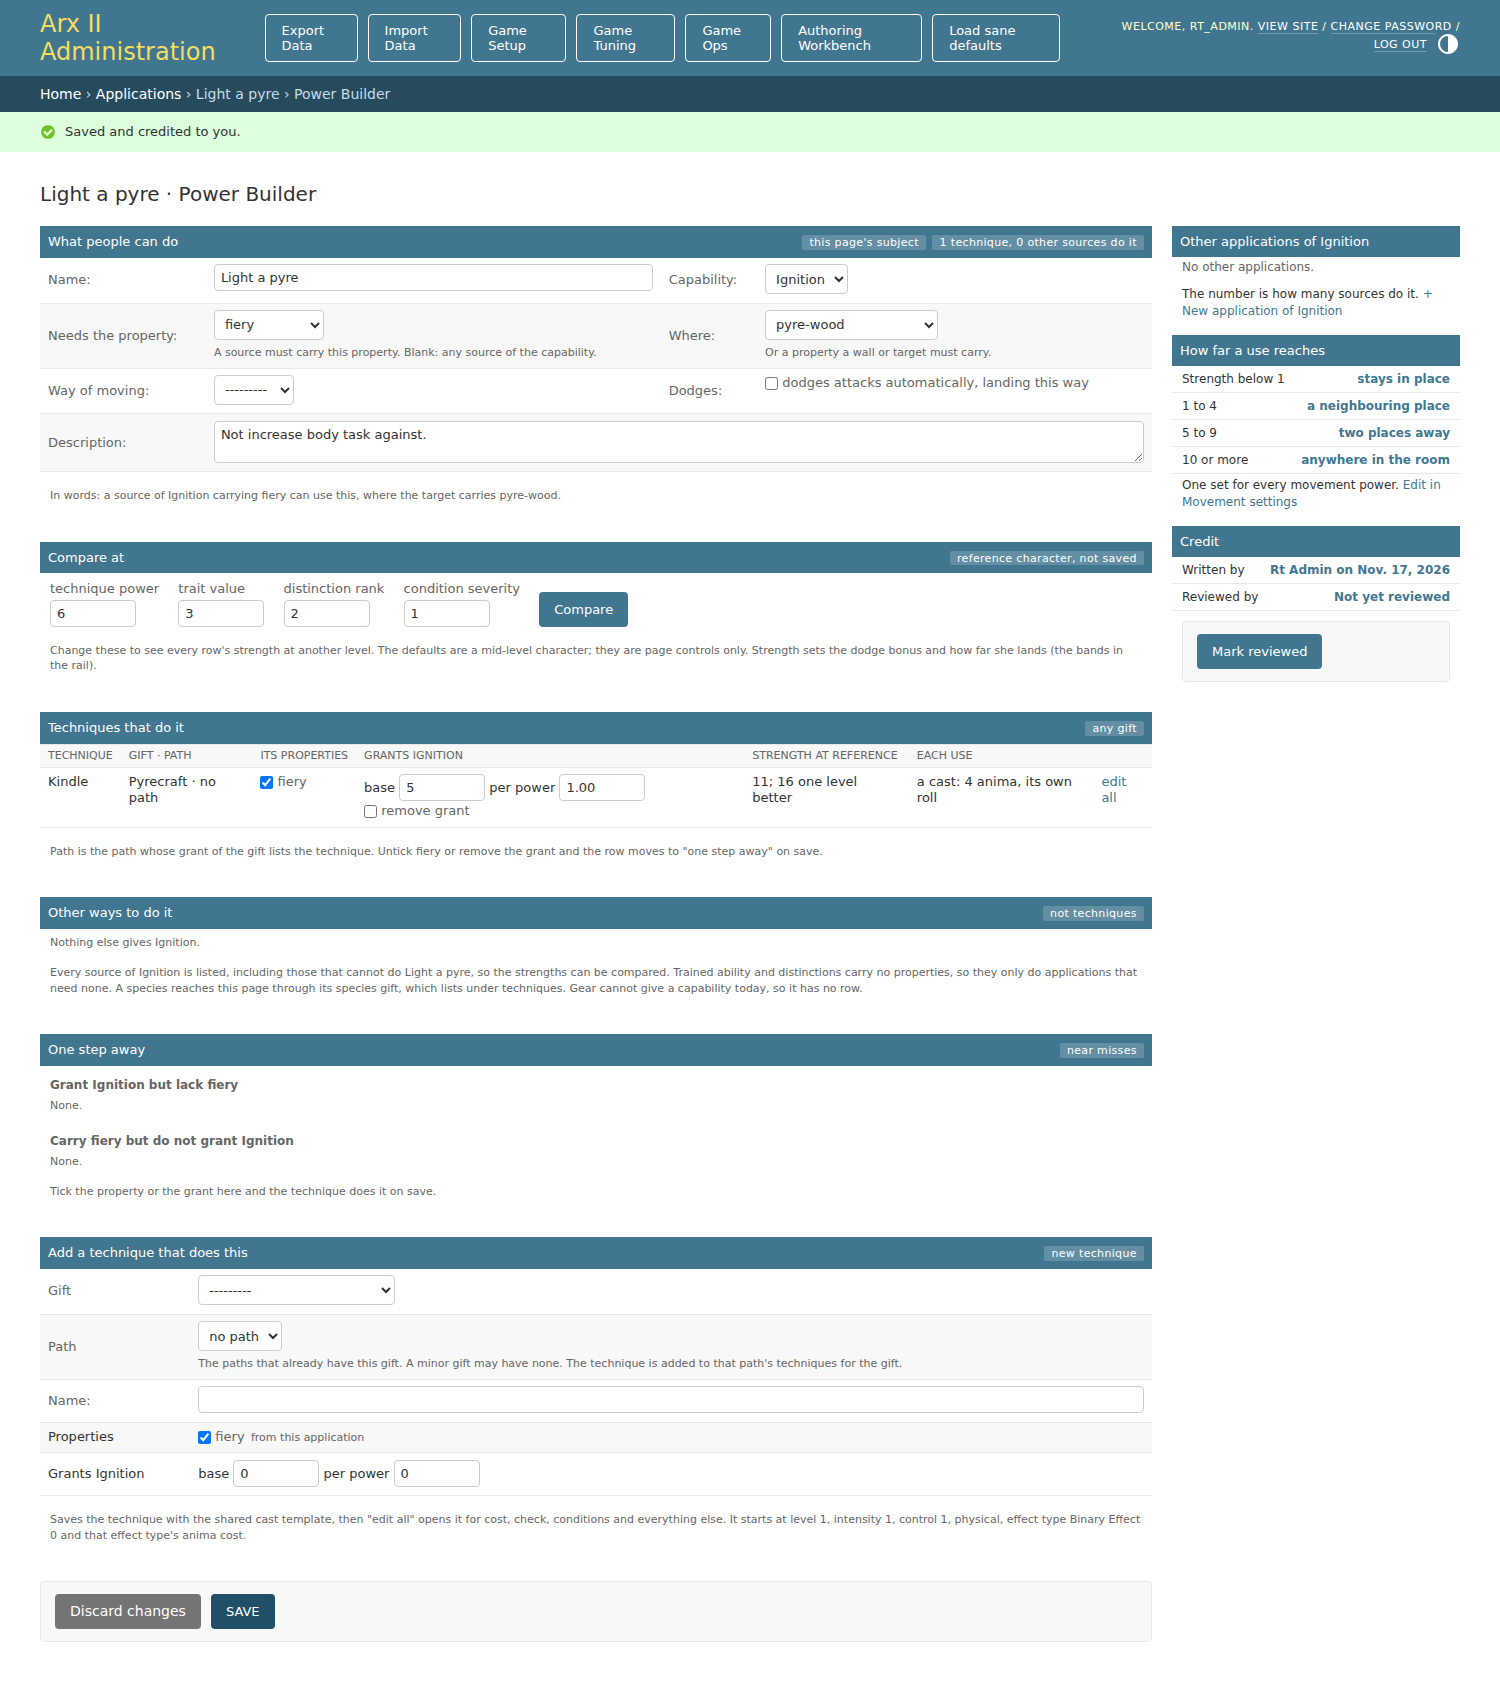 Arx II
Administration
Export
Data
Import
Data
Game
Setup
Game
Tuning
Game
Ops
Authoring
Workbench
Load sane
defaults
WELCOME, RT_ADMIN. VIEW SITE / CHANGE PASSWORD /
LOG OUT
Home › Applications › Light a pyre › Power Builder
Saved and credited to you.
Light a pyre · Power Builder
What people can do
this page's subject
1 technique, 0 other sources do it
Name:
Light a pyre
Capability:
Ignition
Needs the property:
fiery
A source must carry this property. Blank: any source of the capability.
Where:
pyre-wood
Or a property a wall or target must carry.
Way of moving:
---------
Dodges:
dodges attacks automatically, landing this way
Description:
Not increase body task against.
In words: a source of Ignition carrying fiery can use this, where the target carries pyre-wood.
Compare at
reference character, not saved
technique power
trait value
distinction rank
condition severity
6
3
2
1
Compare
Change these to see every row's strength at another level. The defaults are a mid-level character; they are page controls only. Strength sets the dodge bonus and how far she lands (the bands in
the rail).
Techniques that do it
any gift
TECHNIQUE
GIFT · PATH
ITS PROPERTIES
GRANTS IGNITION
STRENGTH AT REFERENCE
EACH USE
Kindle
Pyrecraft · no
path
fiery
base 5 per power 1.00
remove grant
11; 16 one level
better
a cast: 4 anima, its own
roll
edit
all
Path is the path whose grant of the gift lists the technique. Untick fiery or remove the grant and the row moves to "one step away" on save.
Other ways to do it
not techniques
Nothing else gives Ignition.
Every source of Ignition is listed, including those that cannot do Light a pyre, so the strengths can be compared. Trained ability and distinctions carry no properties, so they only do applications that
need none. A species reaches this page through its species gift, which lists under techniques. Gear cannot give a capability today, so it has no row.
One step away
near misses
Grant Ignition but lack fiery
None.
Carry fiery but do not grant Ignition
None.
Tick the property or the grant here and the technique does it on save.
Add a technique that does this
new technique
Gift
---------
Path
no path
The paths that already have this gift. A minor gift may have none. The technique is added to that path's techniques for the gift.
Name:
Properties
fiery from this application
Grants Ignition
base 0 per power 0
Saves the technique with the shared cast template, then "edit all" opens it for cost, check, conditions and everything else. It starts at level 1, intensity 1, control 1, physical, effect type Binary Effect
0 and that effect type's anima cost.
Discard changes
SAVE
Other applications of Ignition
No other applications.
The number is how many sources do it. +
New application of Ignition
How far a use reaches
Strength below 1
stays in place
1 to 4
a neighbouring place
5 to 9
two places away
10 or more
anywhere in the room
One set for every movement power. Edit in
Movement settings
Credit
Written by
Rt Admin on Nov. 17, 2026
Reviewed by
Not yet reviewed
Mark reviewed